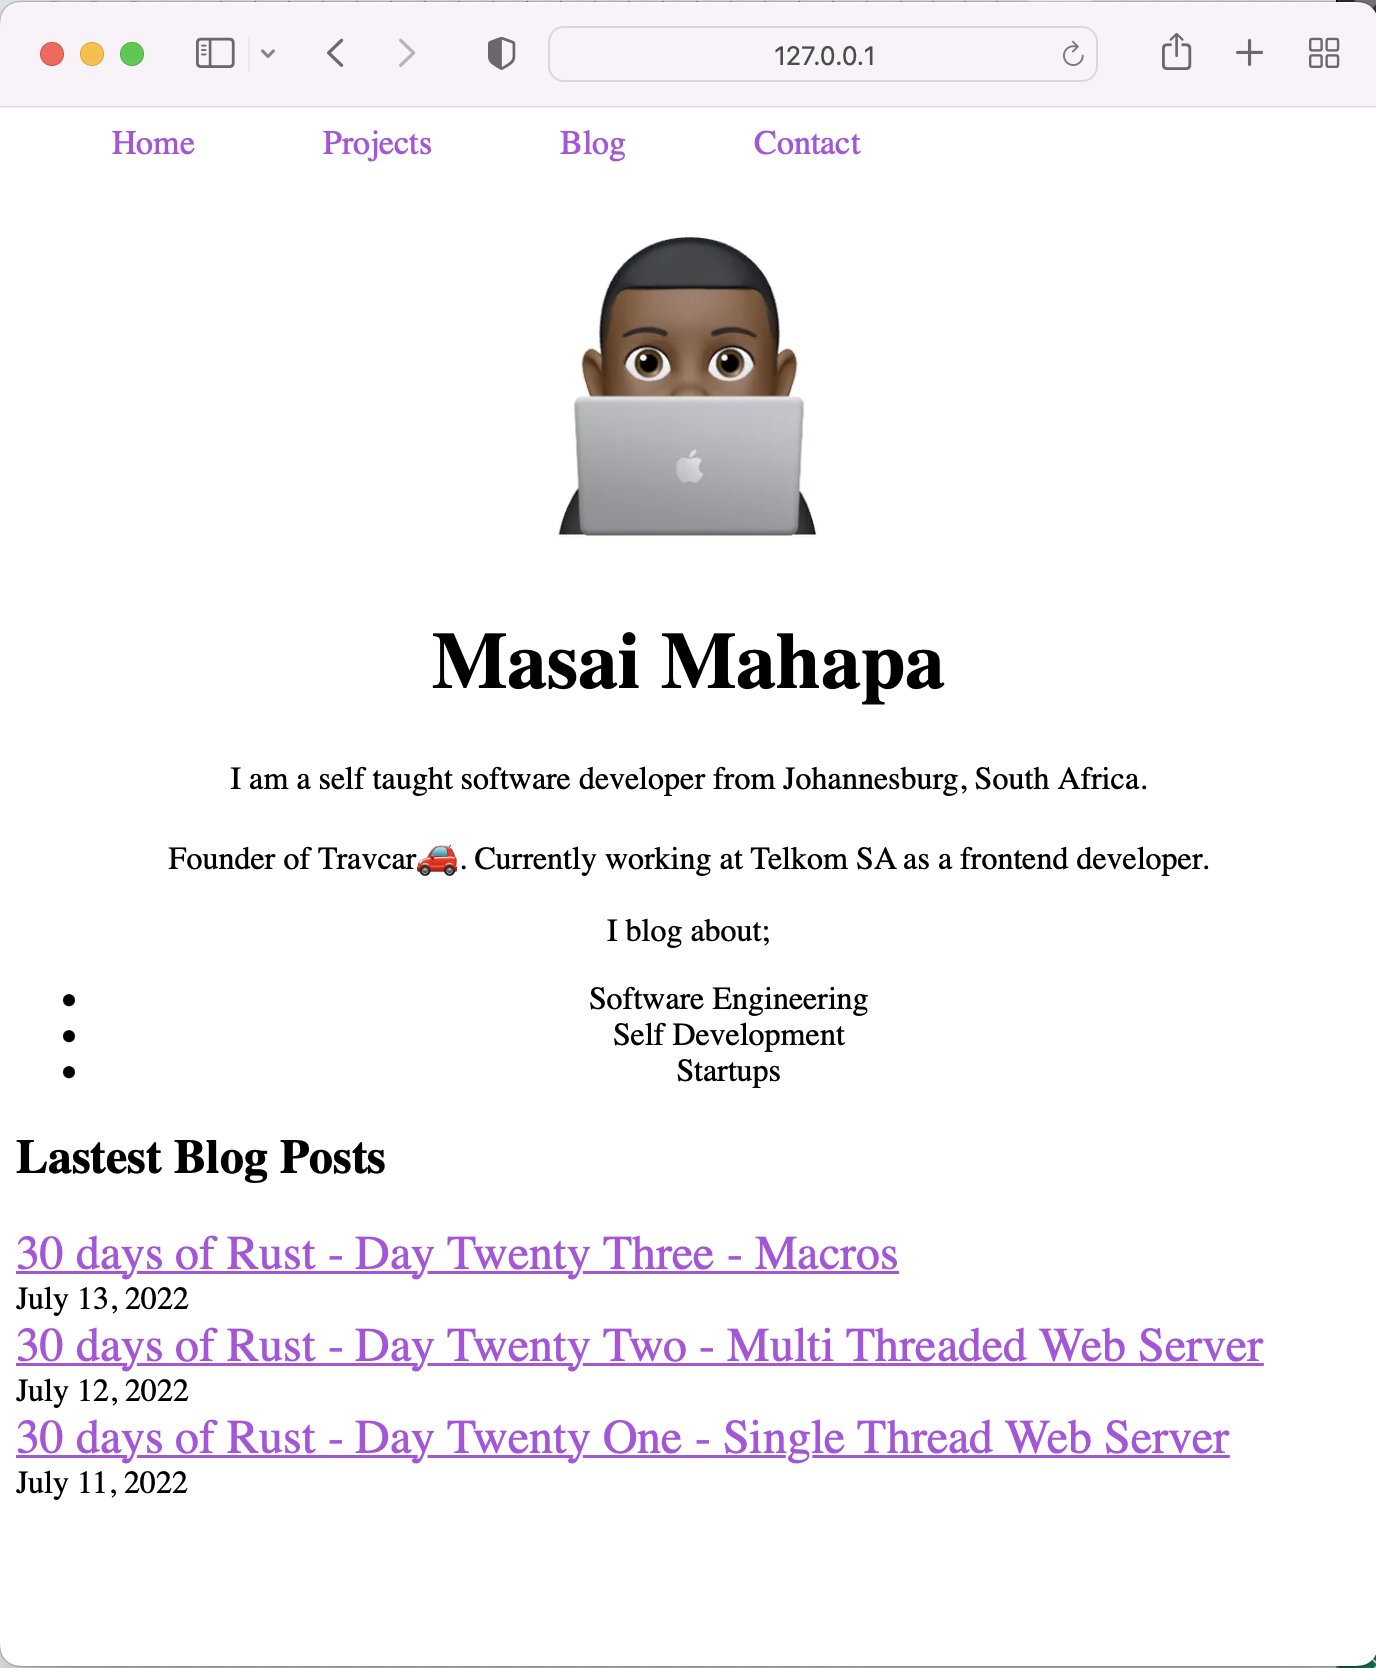 127.0.0.1
Home Projects Blog Contact
Masai Mahapa
I am a self taught software developer from Johannesburg, South Africa.
Founder of Travcar🚗. Currently working at Telkom SA as a frontend developer.
I blog about;
• Software Engineering
• Self Development
• Startups
Lastest Blog Posts
30 days of Rust - Day Twenty Three - Macros
July 13, 2022
30 days of Rust - Day Twenty Two - Multi Threaded Web Server
July 12, 2022
30 days of Rust - Day Twenty One - Single Thread Web Server
July 11, 2022